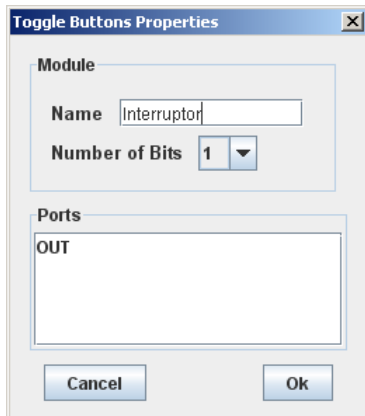 Toggle Buttons Properties
Module
Name Interruptor
Number of Bits 1
Ports
OUT
Cancel Ok